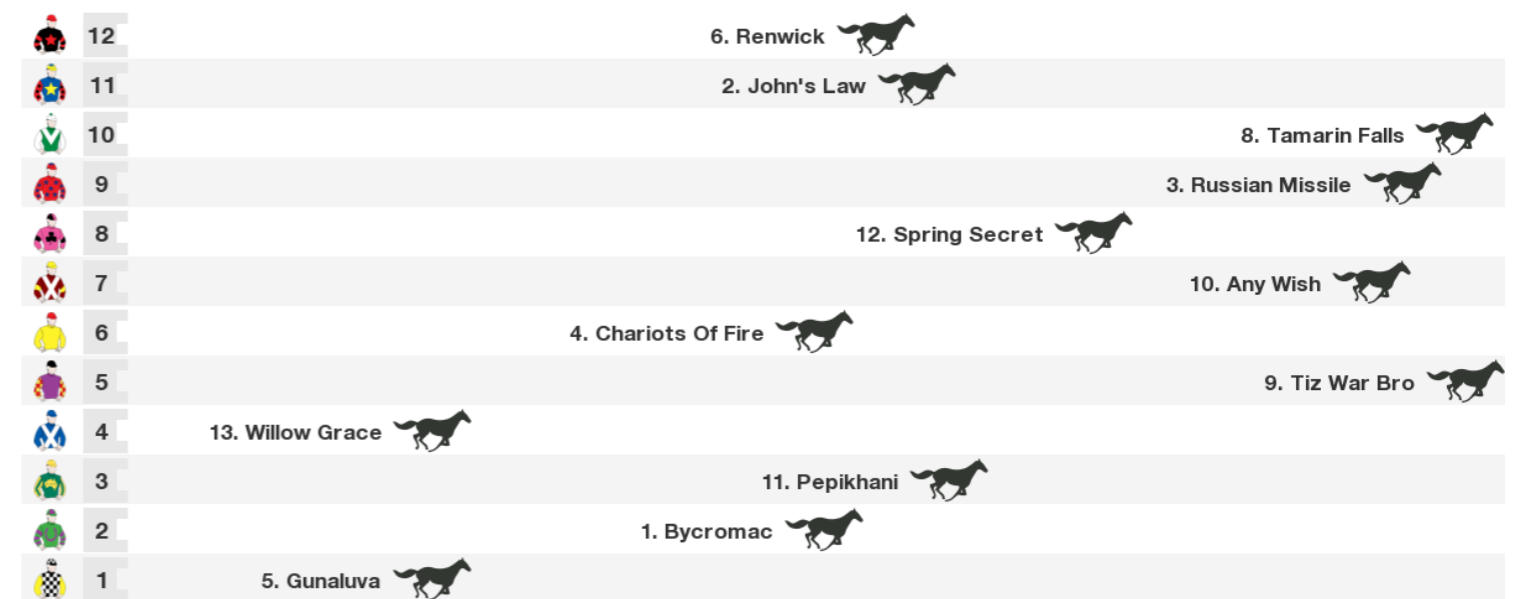 12 6. Renwick
11 2. John's Law
10 8. Tamarin Falls
9 3. Russian Missile
8 12. Spring Secret
7 10. Any Wish
6 4. Chariots Of Fire
5 9. Tiz War Bro
4 13. Willow Grace
3 11. Pepikhani
2 1. Bycromac
1 5. Gunaluva